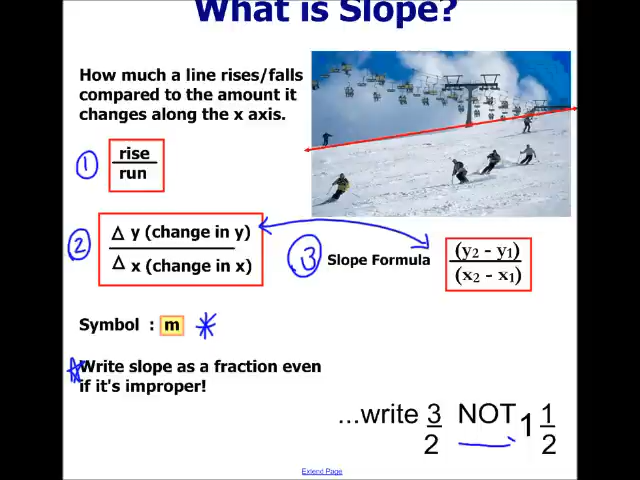 What is Slope?
How much a line rises/falls
compared to the amount it
changes along the x axis.
1
rise
run
2
Δ y (change in y)
Δ x (change in x)
3
Slope Formula
(y2 - y1)
(x2 - x1)
Symbol : m *
*Write slope as a fraction even
if it's improper!
...write 3/2 NOT 1 1/2
Extend Page